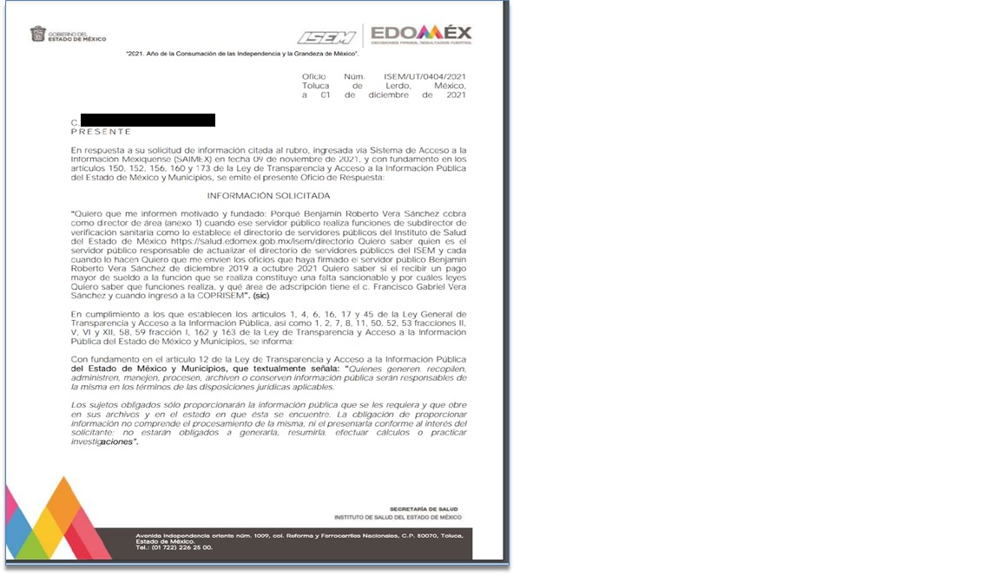 GOBIERNO DEL
ESTADO DE MÉXICO
ISEM
EDOMÉX
DECISIONES FIRMES, RESULTADOS FUERTES.
"2021. Año de la Consumación de las Independencia y la Grandeza de México".
Oficio Núm. ISEM/UT/0404/2021
Toluca de Lerdo, México,
a 01 de diciembre de 2021
C.
P R E S E N T E
En respuesta a su solicitud de información citada al rubro, ingresada vía Sistema de Acceso a la
Información Mexiquense (SAIMEX) en fecha 09 de noviembre de 2021, y con fundamento en los
artículos 150, 152, 156, 160 y 173 de la Ley de Transparencia y Acceso a la Información Pública
del Estado de México y Municipios, se emite el presente Oficio de Respuesta:
INFORMACIÓN SOLICITADA
"Quiero que me informen motivado y fundado: Porqué Benjamin Roberto Vera Sánchez cobra
como director de área (anexo 1) cuando ese servidor público realiza funciones de subdirector de
verificación sanitaria como lo establece el directorio de servidores públicos del Instituto de Salud
del Estado de México https://salud.edomex.gob.mx/isem/directorio Quiero saber quien es el
servidor público responsable de actualizar el directorio de servidores públicos del ISEM y cada
cuando lo hacen Quiero que me envíen los oficios que haya firmado el servidor público Benjamin
Roberto Vera Sánchez de diciembre 2019 a octubre 2021 Quiero saber si el recibir un pago
mayor de sueldo a la función que se realiza constituye una falta sancionable y por cuáles leyes
Quiero saber que funciones realiza, y qué área de adscripción tiene el c. Francisco Gabriel Vera
Sánchez y cuando ingresó a la COPRISEM". (sic)
En cumplimiento a los que establecen los artículos 1, 4, 6, 16, 17 y 45 de la Ley General de
Transparencia y Acceso a la Información Pública, así como 1, 2, 7, 8, 11, 50, 52, 53 fracciones II,
V, VI y XII, 58, 59 fracción I, 162 y 163 de la Ley de Transparencia y Acceso a la Información
Pública del Estado de México y Municipios, se informa:
Con fundamento en el artículo 12 de la Ley de Transparencia y Acceso a la Información Pública
del Estado de México y Municipios, que textualmente señala: "Quienes generen, recopilen,
administren, manejen, procesen, archiven o conserven información pública serán responsables de
la misma en los términos de las disposiciones jurídicas aplicables.
Los sujetos obligados sólo proporcionarán la información pública que se les requiera y que obre
en sus archivos y en el estado en que ésta se encuentre. La obligación de proporcionar
información no comprende el procesamiento de la misma, ni el presentarla conforme al interés del
solicitante; no estarán obligados a generarla, resumirla, efectuar cálculos o practicar
investigaciones".
SECRETARÍA DE SALUD
INSTITUTO DE SALUD DEL ESTADO DE MÉXICO
Avenida Independencia oriente núm. 1009, col. Reforma y Ferrocarriles Nacionales, C.P. 50070, Toluca,
Estado de México.
Tel.: (01 722) 226 25 00.